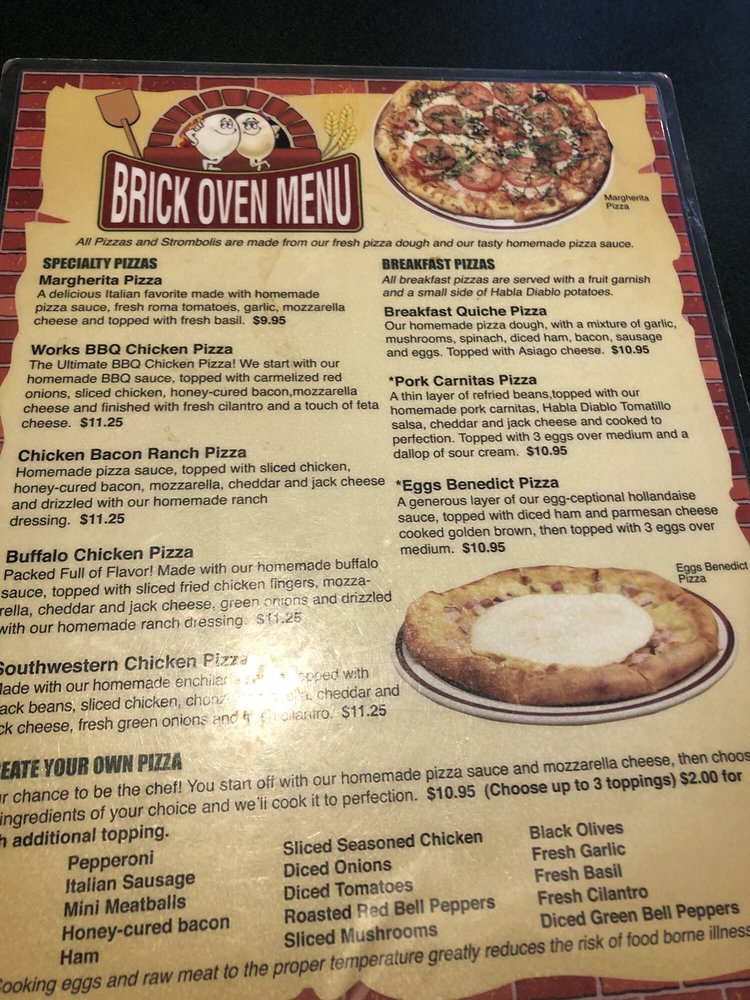 BRICK OVEN MENU
Margherita
Pizza
All Pizzas and Strombolis are made from our fresh pizza dough and our tasty homemade pizza sauce.
SPECIALTY PIZZAS
Margherita Pizza
A delicious Italian favorite made with homemade
pizza sauce, fresh roma tomatoes, garlic, mozzarella
cheese and topped with fresh basil. $9.95
Works BBQ Chicken Pizza
The Ultimate BBQ Chicken Pizza! We start with our
homemade BBQ sauce, topped with carmelized red
onions, sliced chicken, honey-cured bacon,mozzarella
cheese and finished with fresh cilantro and a touch of feta
cheese. $11.25
Chicken Bacon Ranch Pizza
Homemade pizza sauce, topped with sliced chicken,
honey-cured bacon, mozzarella, cheddar and jack cheese
and drizzled with our homemade ranch
dressing. $11.25
Buffalo Chicken Pizza
Packed Full of Flavor! Made with our homemade buffalo
sauce, topped with sliced fried chicken fingers, mozza-
rella, cheddar and jack cheese, green onions and drizzled
with our homemade ranch dressing. $11.25
Southwestern Chicken Pizza
Made with our homemade topped with
beans, sliced chicken, cheddar and
cheese, fresh green onions and cilantro. $11.25
BREAKFAST PIZZAS
All breakfast pizzas are served with a fruit garnish
and a small side of Habla Diablo potatoes.
Breakfast Quiche Pizza
Our homemade pizza dough, with a mixture of garlic,
mushrooms, spinach, diced ham, bacon, sausage
and eggs. Topped with Asiago cheese. $10.95
*Pork Carnitas Pizza
A thin layer of refried beans,topped with our
homemade pork carnitas, Habla Diablo Tomatillo
salsa, cheddar and jack cheese and cooked to
perfection. Topped with 3 eggs over medium and a
dallop of sour cream. $10.95
*Eggs Benedict Pizza
A generous layer of our egg-ceptional hollandaise
sauce, topped with diced ham and parmesan cheese
cooked golden brown, then topped with 3 eggs over
medium. $10.95
Eggs Benedict
Pizza
EATE YOUR OWN PIZZA
chance to be the chef! You start off with our homemade pizza sauce and mozzarella cheese, then choos
ingredients of your choice and we'll cook it to perfection. $10.95 (Choose up to 3 toppings) $2.00 for
additional topping.
Pepperoni
Italian Sausage
Mini Meatballs
Honey-cured bacon
Ham
Sliced Seasoned Chicken
Diced Onions
Diced Tomatoes
Roasted Red Bell Peppers
Sliced Mushrooms
Black Olives
Fresh Garlic
Fresh Basil
Fresh Cilantro
Diced Green Bell Peppers
Cooking eggs and raw meat to the proper temperature greatly reduces the risk of food borne illness